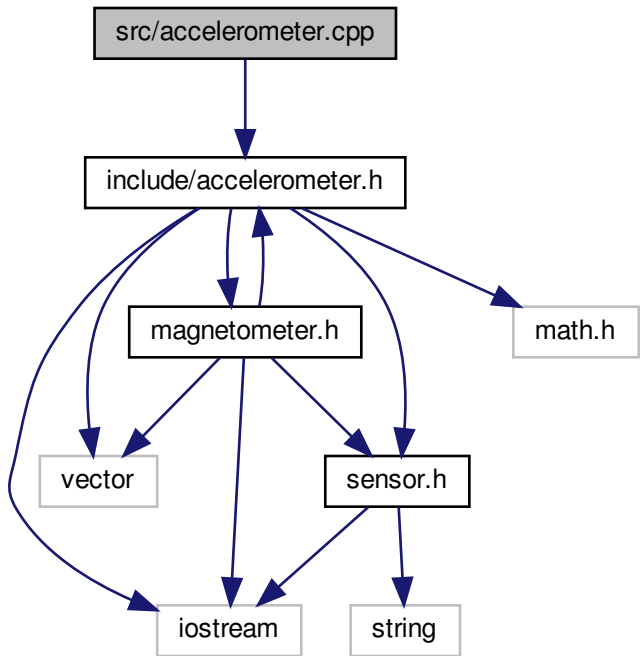 src/accelerometer.cpp
include/accelerometer.h
magnetometer.h
math.h
vector
sensor.h
iostream
string